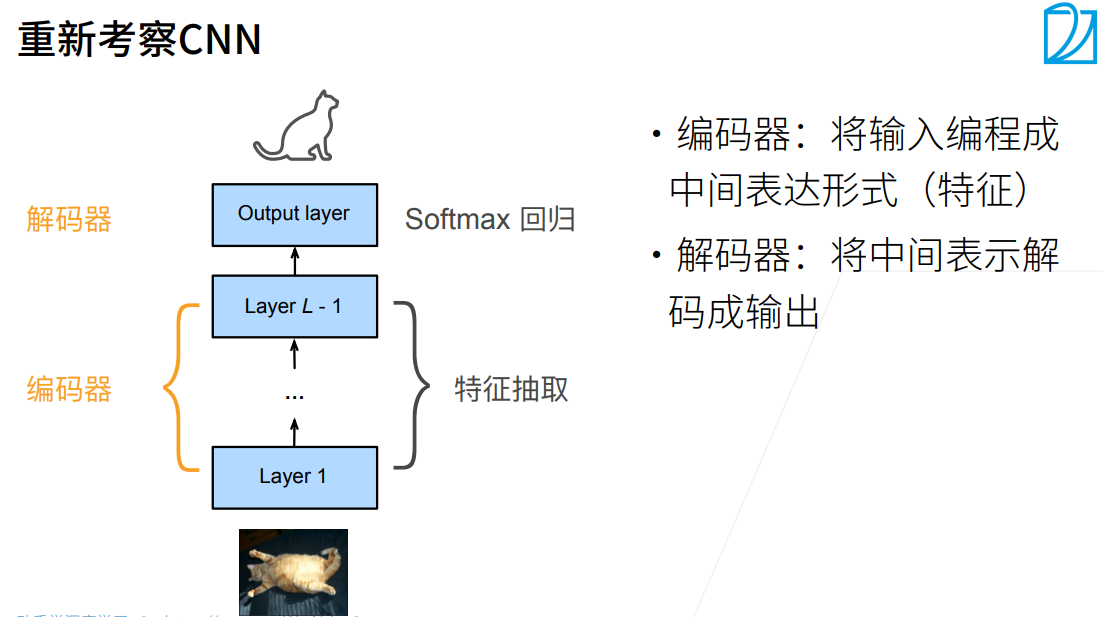 重新考察CNN
解码器
Output layer
Softmax 回归
Layer L - 1
编码器
...
特征抽取
Layer 1
• 编码器：将输入编程成
中间表达形式（特征）
• 解码器：将中间表示解
码成输出